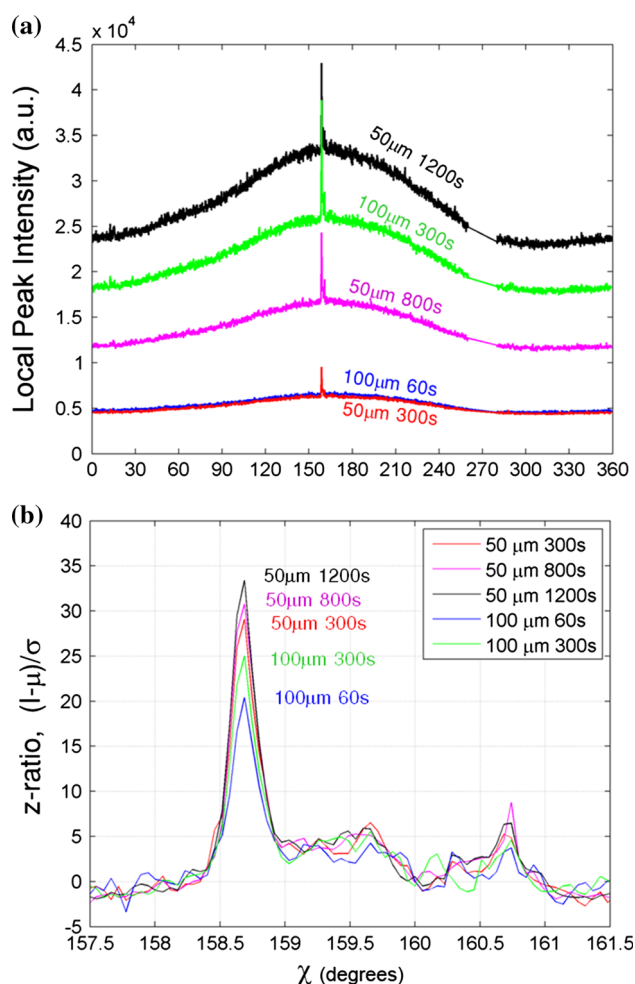 (a)
× 10⁴
4.5
4
3.5
3
2.5
2
1.5
1
0.5
0
Local Peak Intensity (a.u.)
50μm 1200s
100μm 300s
50μm 800s
100μm 60s
50μm 300s
0 30 60 90 120 150 180 210 240 270 300 330 360
(b)
40
35
30
25
20
15
10
5
0
-5
z-ratio, (I-μ)/σ
50μm 1200s
50μm 800s
50μm 300s
100μm 300s
100μm 60s
50 μm 300s
50 μm 800s
50 μm 1200s
100 μm 60s
100 μm 300s
157.5 158 158.5 159 159.5 160 160.5 161 161.5
χ (degrees)